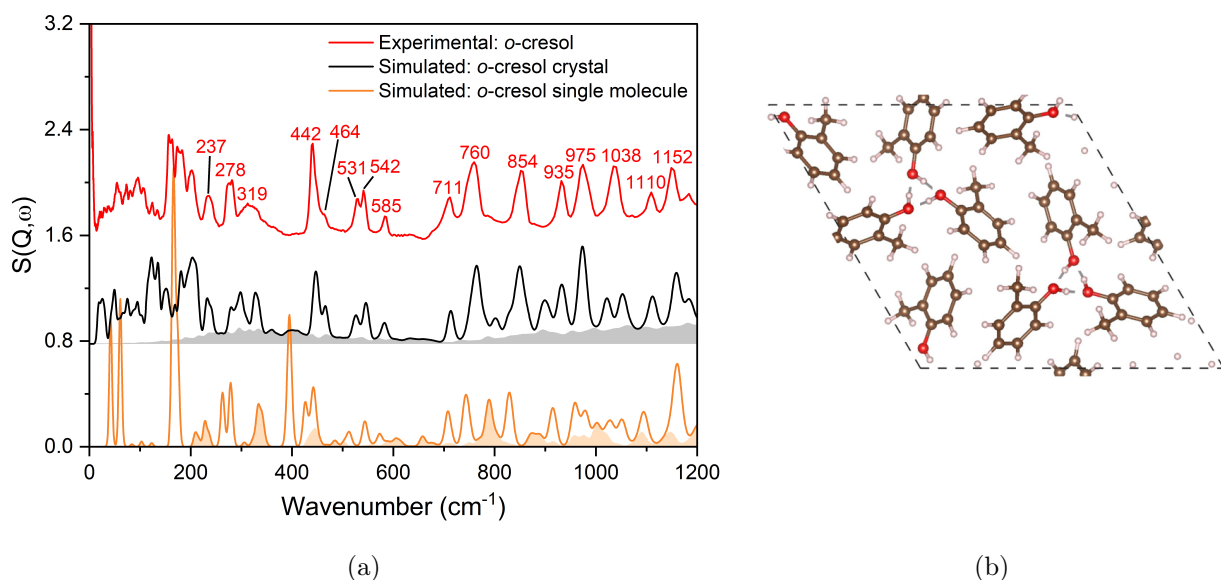 3.2
2.4
1.6
0.8
0.0
S(Q,ω)
Experimental: o-cresol
Simulated: o-cresol crystal
Simulated: o-cresol single molecule
237
278
319
442
464
531
542
585
711
760
854
935
975
1038
1110
1152
0 200 400 600 800 1000 1200
Wavenumber (cm-1)
(a)
(b)